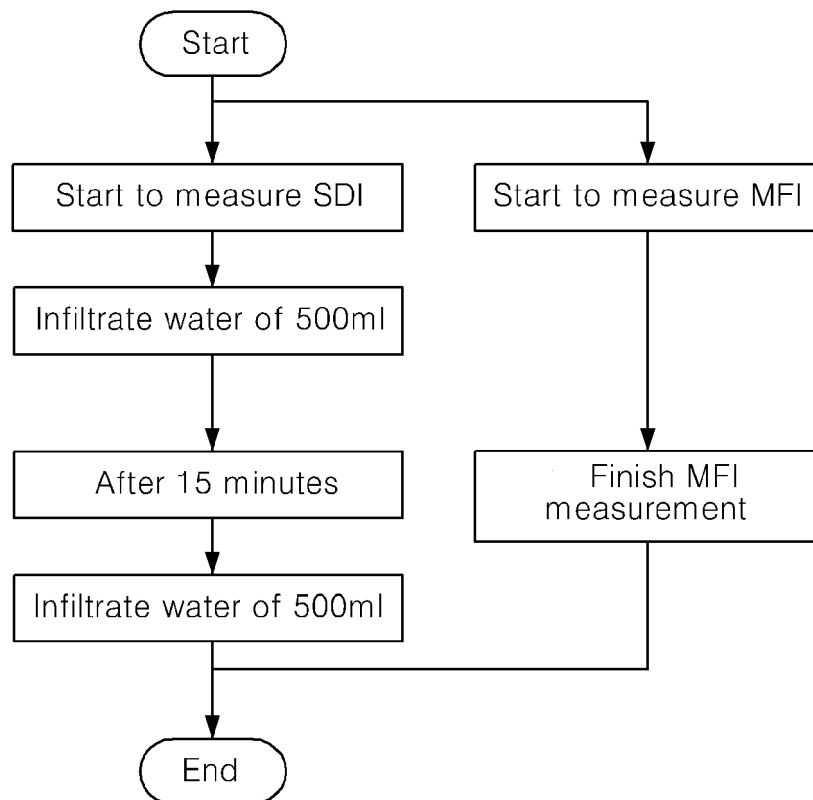 Start
Start to measure SDI
Start to measure MFI
Infiltrate water of 500ml
After 15 minutes
Finish MFI
measurement
Infiltrate water of 500ml
End